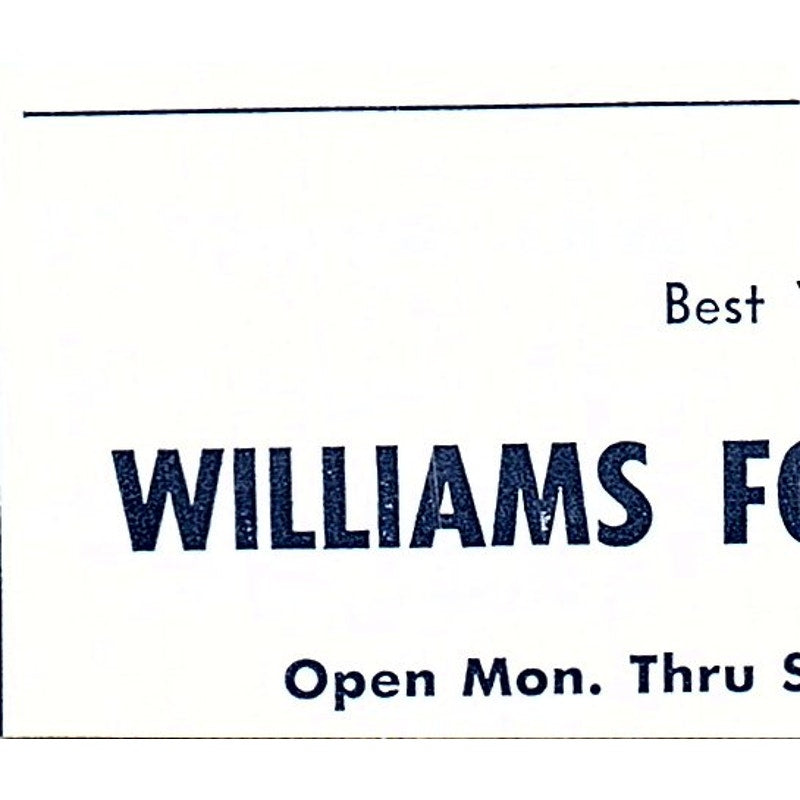 Best
WILLIAMS
Open Mon. Thru